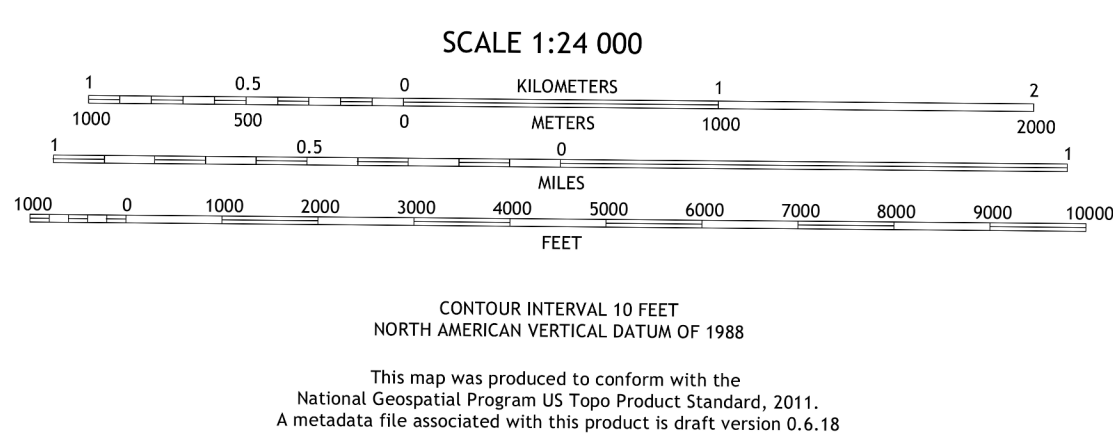 SCALE 1:24 000
1 0.5 0 KILOMETERS 1 2
1000 500 0 METERS 1000 2000
1 0.5 0 1
MILES
1000 0 1000 2000 3000 4000 5000 6000 7000 8000 9000 10000
FEET
CONTOUR INTERVAL 10 FEET
NORTH AMERICAN VERTICAL DATUM OF 1988
This map was produced to conform with the
National Geospatial Program US Topo Product Standard, 2011.
A metadata file associated with this product is draft version 0.6.18